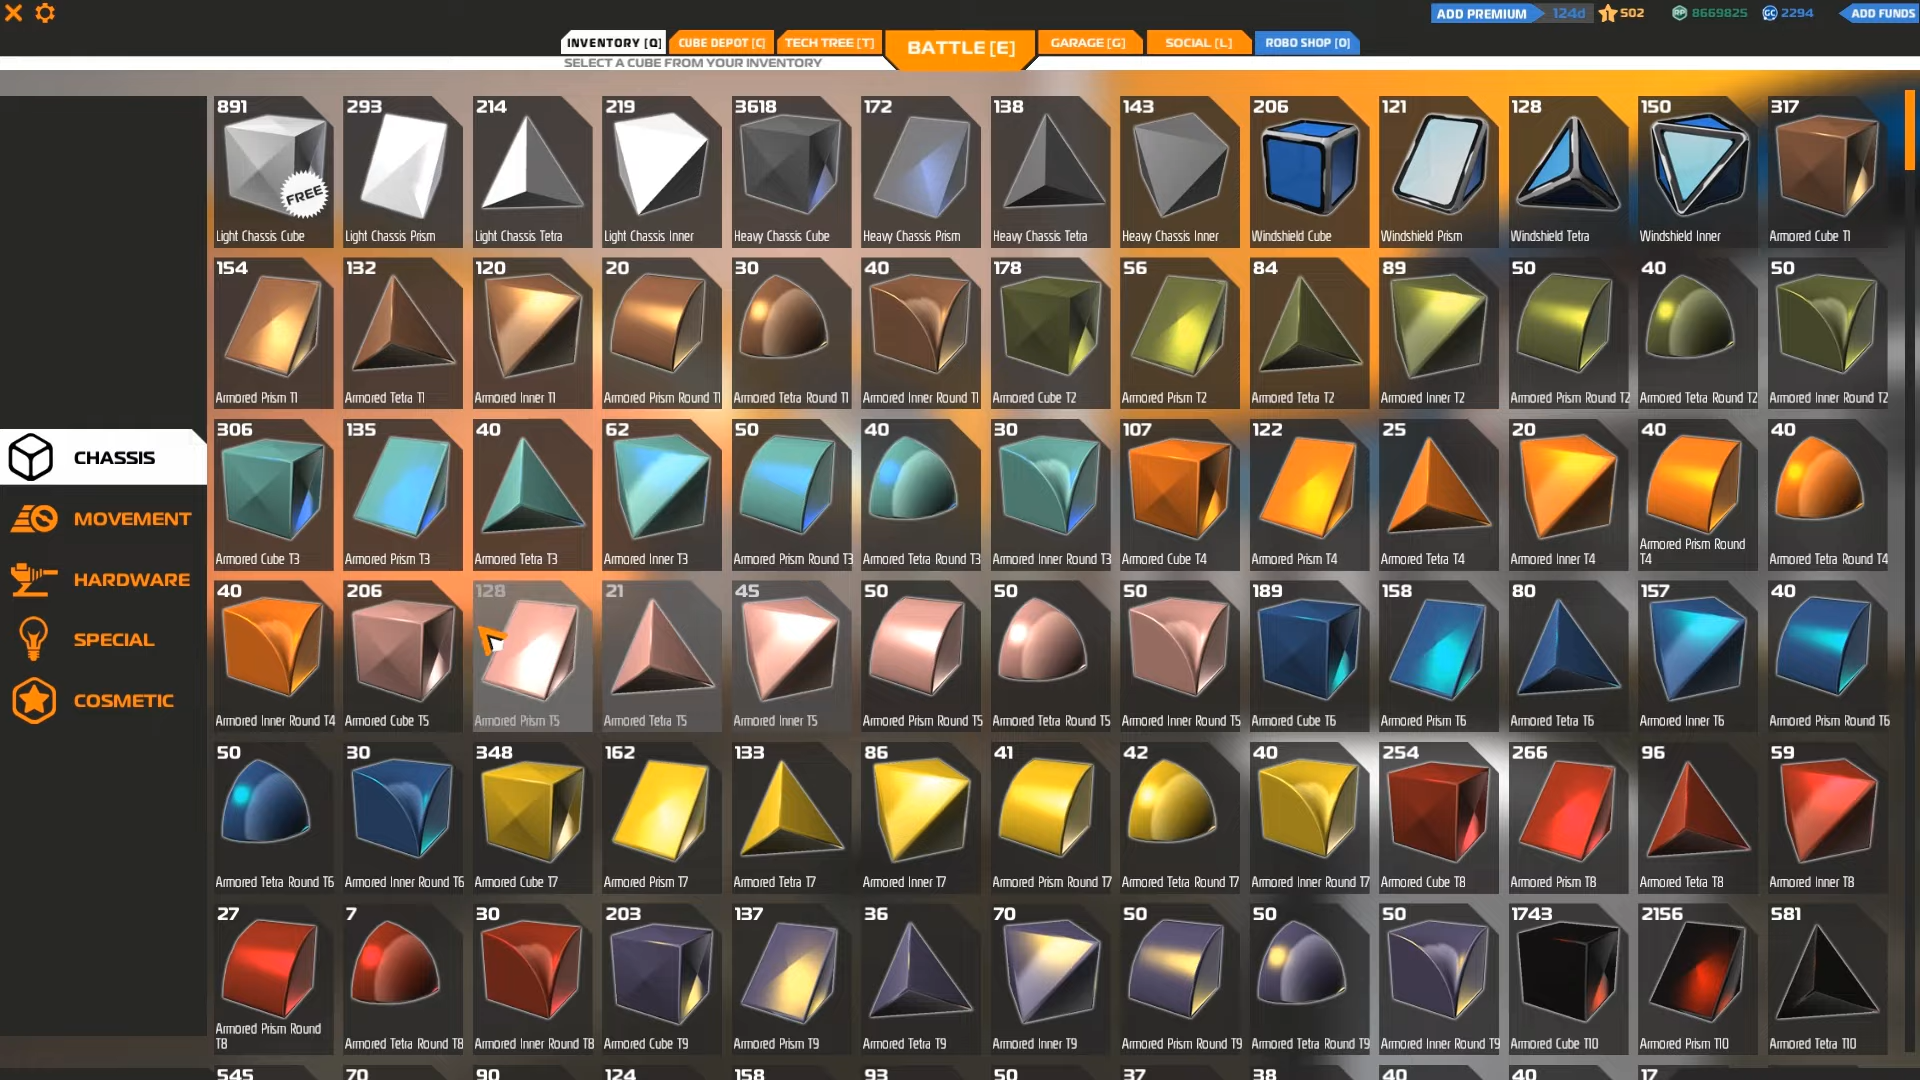 ADD PREMIUM 124d 502 8669825 2294 ADD FUNDS
INVENTORY [Q] CUBE DEPOT [C] TECH TREE [T] BATTLE [E] GARAGE [G] SOCIAL [L] ROBO SHOP [O]
SELECT A CUBE FROM YOUR INVENTORY
CHASSIS
MOVEMENT
HARDWARE
SPECIAL
COSMETIC
891 293 214 219 3618 172 138 143 206 121 128 150 317
FREE
Light Chassis Cube Light Chassis Prism Light Chassis Tetra Light Chassis Inner Heavy Chassis Cube Heavy Chassis Prism Heavy Chassis Tetra Heavy Chassis Inner Windshield Cube Windshield Prism Windshield Tetra Windshield Inner Armored Cube T1
154 132 120 20 30 40 178 56 84 89 50 40 50
Armored Prism T1 Armored Tetra T1 Armored Inner T1 Armored Prism Round T1 Armored Tetra Round T1 Armored Inner Round T1 Armored Cube T2 Armored Prism T2 Armored Tetra T2 Armored Inner T2 Armored Prism Round T2 Armored Tetra Round T2 Armored Inner Round T2
306 135 40 62 50 40 30 107 122 25 20 40 40
Armored Cube T3 Armored Prism T3 Armored Tetra T3 Armored Inner T3 Armored Prism Round T3 Armored Tetra Round T3 Armored Inner Round T3 Armored Cube T4 Armored Prism T4 Armored Tetra T4 Armored Inner T4 Armored Prism Round T4 Armored Tetra Round T4
40 206 128 21 45 50 50 50 189 158 80 157 40
Armored Inner Round T4 Armored Cube T5 Armored Prism T5 Armored Tetra T5 Armored Inner T5 Armored Prism Round T5 Armored Tetra Round T5 Armored Inner Round T5 Armored Cube T6 Armored Prism T6 Armored Tetra T6 Armored Inner T6 Armored Prism Round T6
50 30 348 162 133 86 41 42 40 254 266 96 59
Armored Tetra Round T6 Armored Inner Round T6 Armored Cube T7 Armored Prism T7 Armored Tetra T7 Armored Inner T7 Armored Prism Round T7 Armored Tetra Round T7 Armored Inner Round T7 Armored Cube T8 Armored Prism T8 Armored Tetra T8 Armored Inner T8
27 7 30 203 137 36 70 50 50 50 1743 2156 581
Armored Prism Round T8 Armored Tetra Round T8 Armored Inner Round T8 Armored Cube T9 Armored Prism T9 Armored Tetra T9 Armored Inner T9 Armored Prism Round T9 Armored Tetra Round T9 Armored Inner Round T9 Armored Cube T10 Armored Prism T10 Armored Tetra T10
545 70 90 124 158 93 50 37 38 40 40 17